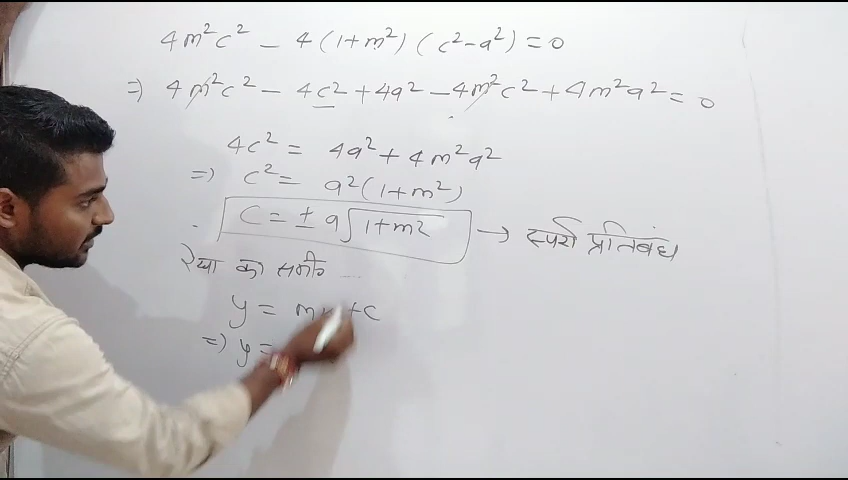 4m²c² - 4(1+m²)(c²-a²)=0
=) 4m²c² - 4c² + 4a² - 4m²c² + 4m²a² = 0
4c² = 4a² + 4m²a²
=) c² = a²(1+m²)
C = ± a√1+m² → स्पर्श प्रतिबंध
रेखा का समी०
y = mx+c
=) y =